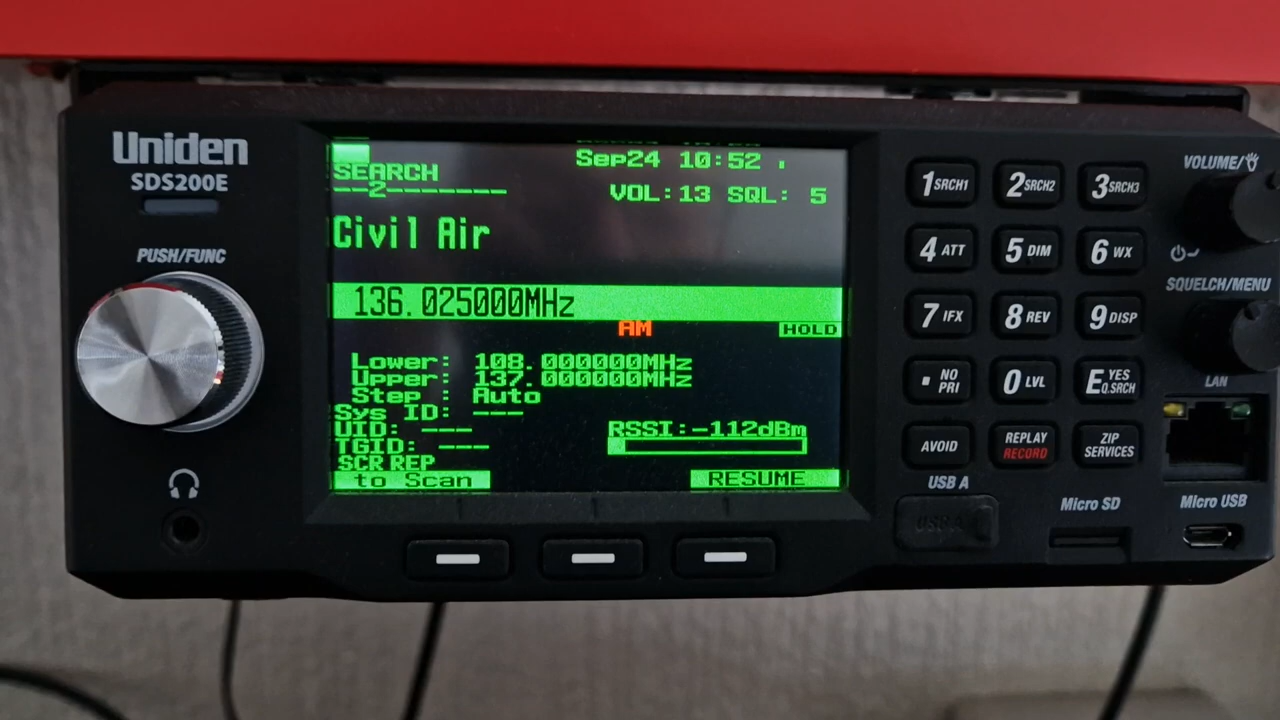 Uniden
SDS200E
PUSH/FUNC
Sep24 10:52
SEARCH
--2-------
VOL:13 SQL: 5
Civil Air
136.025000MHz
AM
HOLD
Lower: 108.000000MHz
Upper: 137.000000MHz
Step : Auto
Sys ID: ---
UID: ---
RSSI:-112dBm
TGID: ---
SCR REP
to Scan
RESUME
1 SRCH1
2 SRCH2
3 SRCH3
4 ATT
5 DIM
6 WX
7 IFX
8 REV
9 DISP
. NO PRI
0 LVL
E YES Q.SRCH
AVOID
REPLAY RECORD
ZIP SERVICES
VOLUME/
SQUELCH/MENU
LAN
USB A
USB A
Micro SD
Micro USB